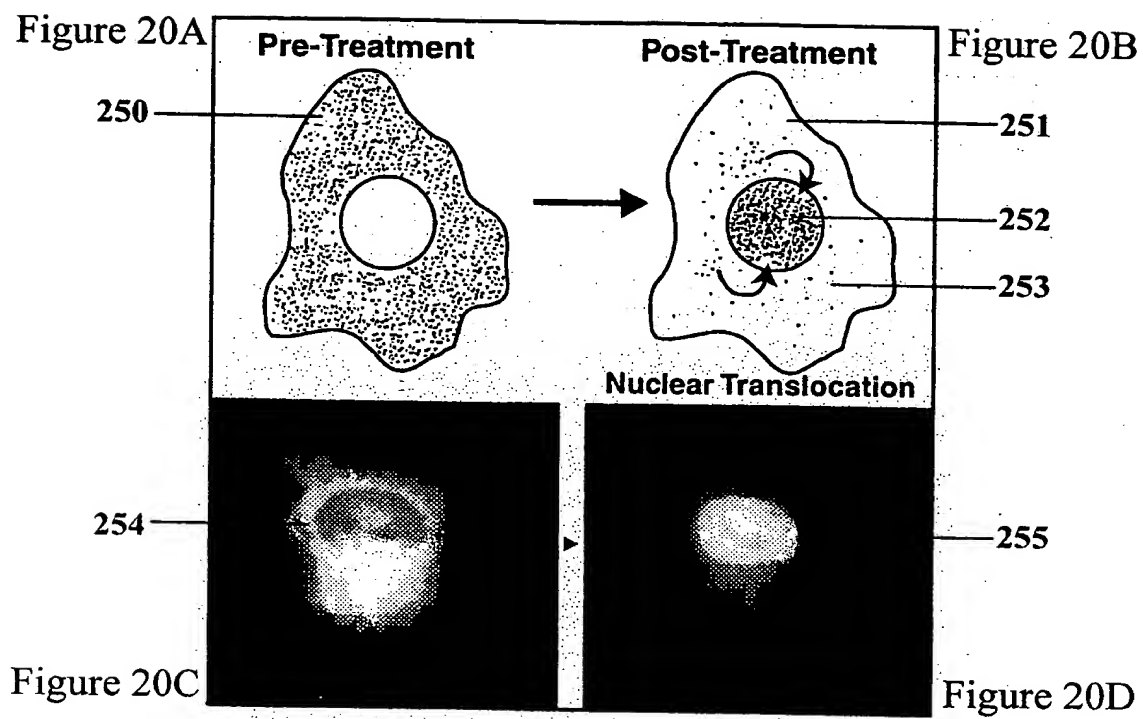 Figure 20A
Figure 20B
Pre-Treatment
Post-Treatment
250
251
252
253
Nuclear Translocation
254
255
Figure 20C
Figure 20D